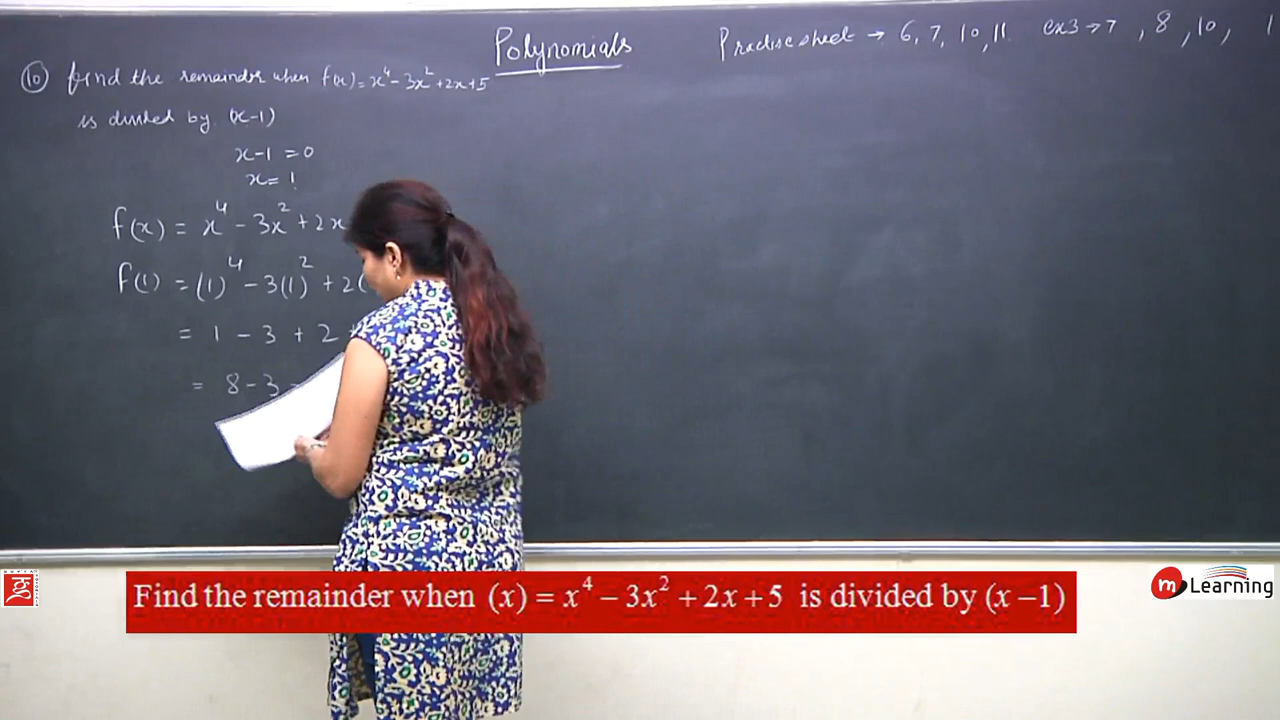 Polynomials
Practise sheet → 6, 7, 10, 11 ex3 → 7 , 8 , 10 , 1
(10) find the remainder when f(x) = x⁴ - 3x² + 2x + 5
is divided by (x-1)
x-1 = 0
x = 1
f(x) = x⁴ - 3x² + 2x
f(1) = (1)⁴ - 3(1)² + 2(
= 1 - 3 + 2 +
= 8 - 3
Find the remainder when (x) = x⁴ - 3x² + 2x + 5 is divided by (x - 1)
m Learning